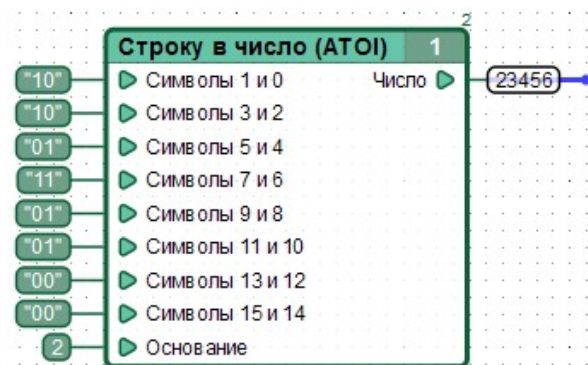 2
Строку в число (ATOI) 1
"10" Символы 1 и 0 Число 23456
"10" Символы 3 и 2
"01" Символы 5 и 4
"11" Символы 7 и 6
"01" Символы 9 и 8
"01" Символы 11 и 10
"00" Символы 13 и 12
"00" Символы 15 и 14
2 Основание